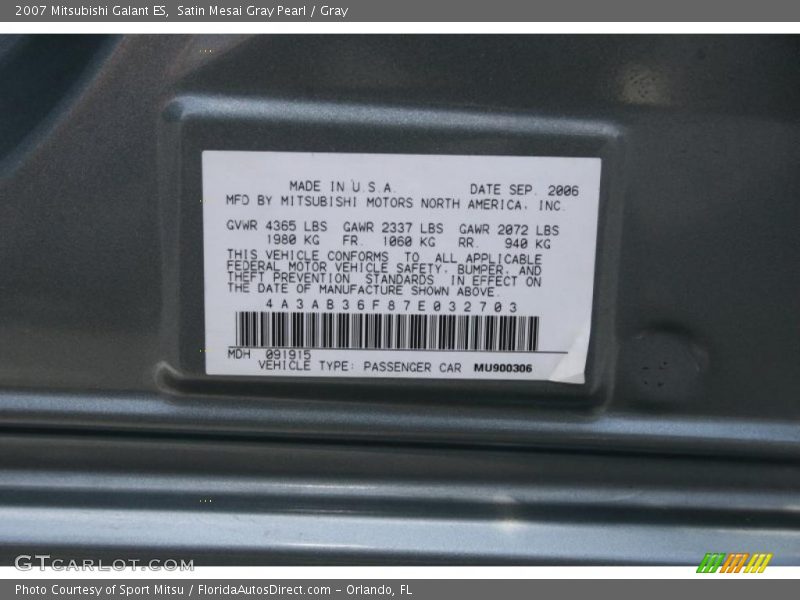 2007 Mitsubishi Galant ES,  Satin Mesai Gray Pearl / Gray
MADE IN U.S.A.    DATE SEP. 2006
MFD BY MITSUBISHI MOTORS NORTH AMERICA, INC.
GVWR 4365 LBS  GAWR 2337 LBS  GAWR 2072 LBS
1980 KG  FR.  1060 KG  RR.  940 KG
THIS VEHICLE CONFORMS TO ALL APPLICABLE
FEDERAL MOTOR VEHICLE SAFETY, BUMPER, AND
THEFT PREVENTION STANDARDS IN EFFECT ON
THE DATE OF MANUFACTURE SHOWN ABOVE.
4A3AB36F87E032703
MDH  091915
VEHICLE TYPE: PASSENGER CAR  MU900306
GTCARLOT.COM
Photo Courtesy of Sport Mitsu / FloridaAutosDirect.com - Orlando, FL